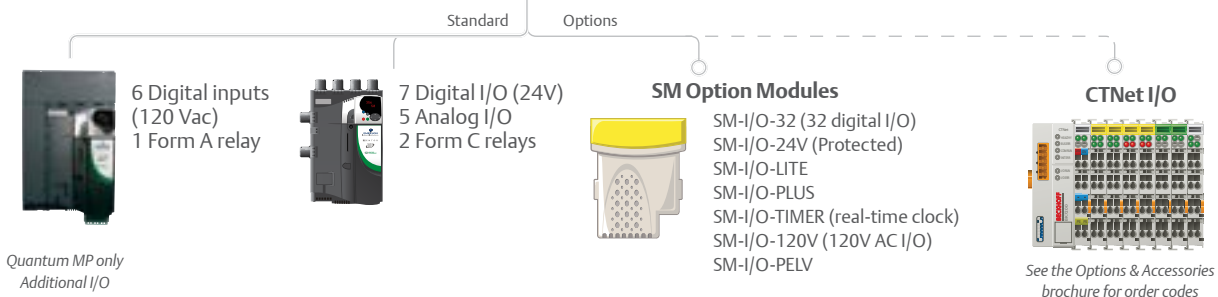 Standard
Options
6 Digital inputs
(120 Vac)
1 Form A relay
7 Digital I/O (24V)
5 Analog I/O
2 Form C relays
SM Option Modules
SM-I/O-32 (32 digital I/O)
SM-I/O-24V (Protected)
SM-I/O-LITE
SM-I/O-PLUS
SM-I/O-TIMER (real-time clock)
SM-I/O-120V (120V AC I/O)
SM-I/O-PELV
CTNet I/O
CTNet
BECKHOFF
Quantum MP only
Additional I/O
See the Options & Accessories
brochure for order codes